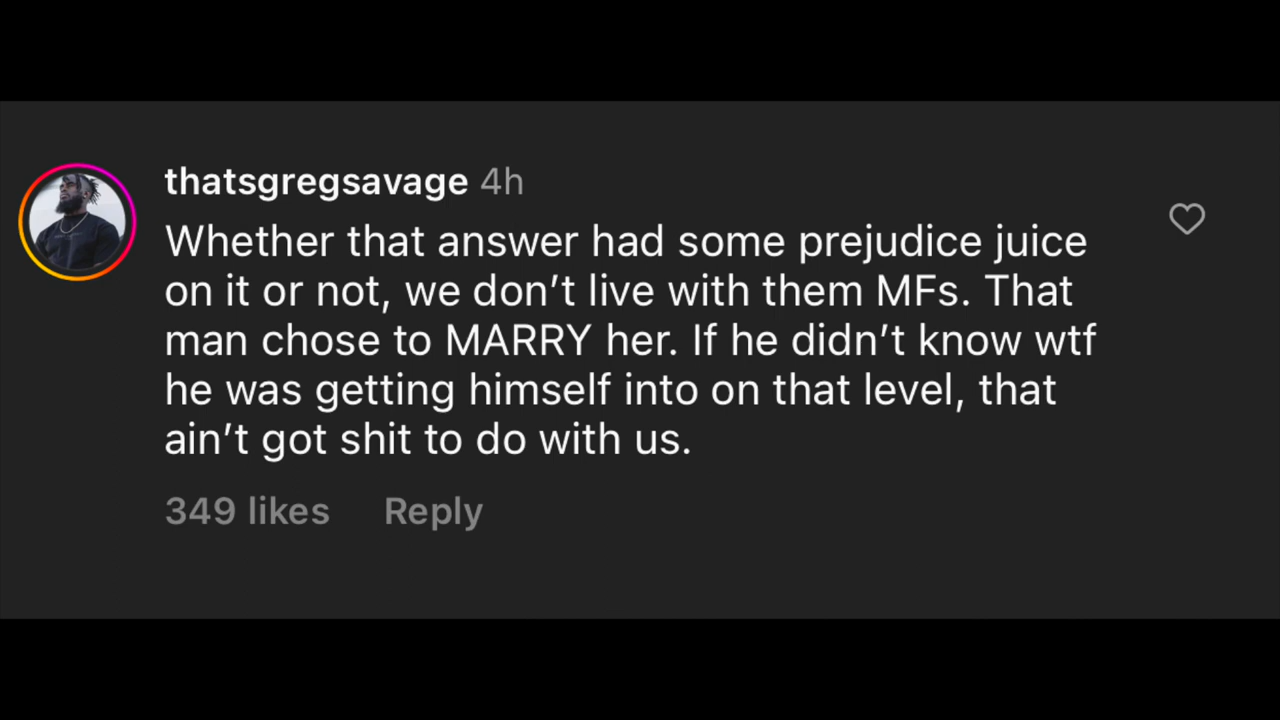 thatsgregsavage 4h
Whether that answer had some prejudice juice
on it or not, we don’t live with them MFs. That
man chose to MARRY her. If he didn’t know wtf
he was getting himself into on that level, that
ain’t got shit to do with us.
349 likes Reply